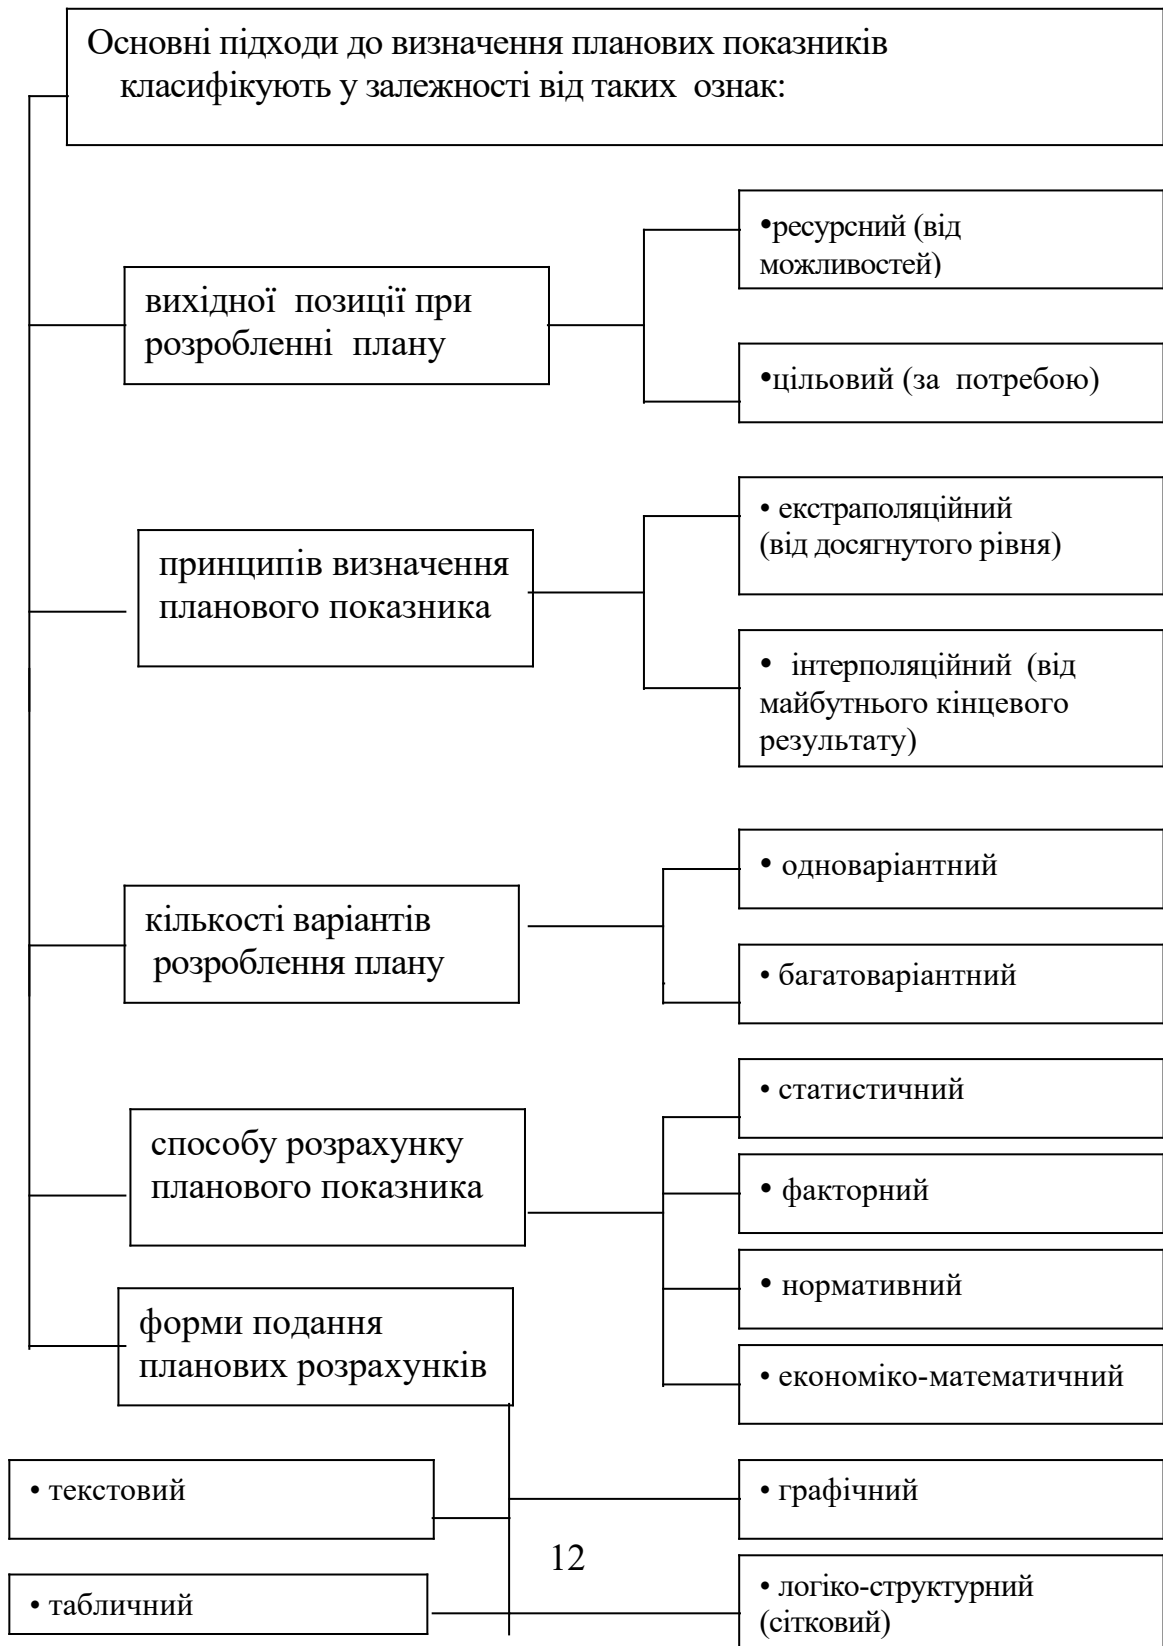 Основні підходи до визначення планових показників
класифікують у залежності від таких ознак:
вихідної позиції при
розробленні плану
•ресурсний (від
можливостей)
•цільовий (за потребою)
принципів визначення
планового показника
• екстраполяційний
(від досягнутого рівня)
• інтерполяційний (від
майбутнього кінцевого
результату)
кількості варіантів
розроблення плану
• одноваріантний
• багатоваріантний
способу розрахунку
планового показника
• статистичний
• факторний
• нормативний
• економіко-математичний
форми подання
планових розрахунків
• текстовий
• табличний
• графічний
• логіко-структурний
(сітковий)
12